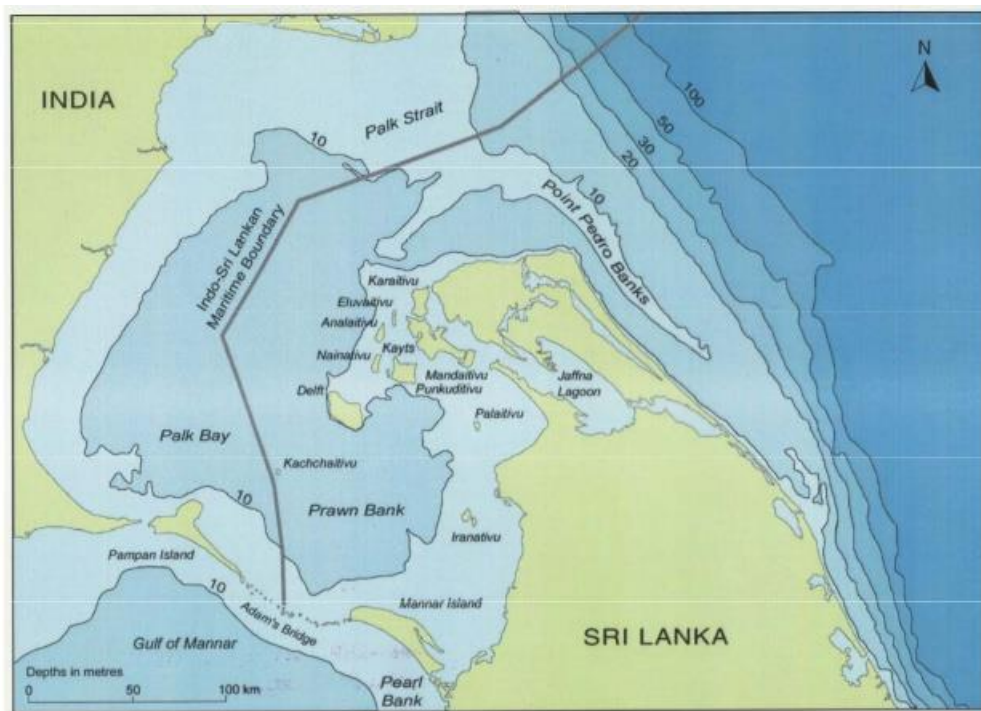 INDIA
N
Palk Strait
100
50
30
20
10
10
Point Pedro Banks
Indo-Sri Lankan
Maritime Boundary
Karaitivu
Eluvaitivu
Analaitivu
Kayts
Nainativu
Mandaitivu
Punkuditivu
Jaffna
Lagoon
Delft
Palaitivu
Palk Bay
Kachchaitivu
10
Prawn Bank
Iranativu
Pampan Island
10
Mannar Island
Adam's Bridge
Gulf of Mannar
SRI LANKA
Depths in metres
Pearl
Bank
0
50
100 km